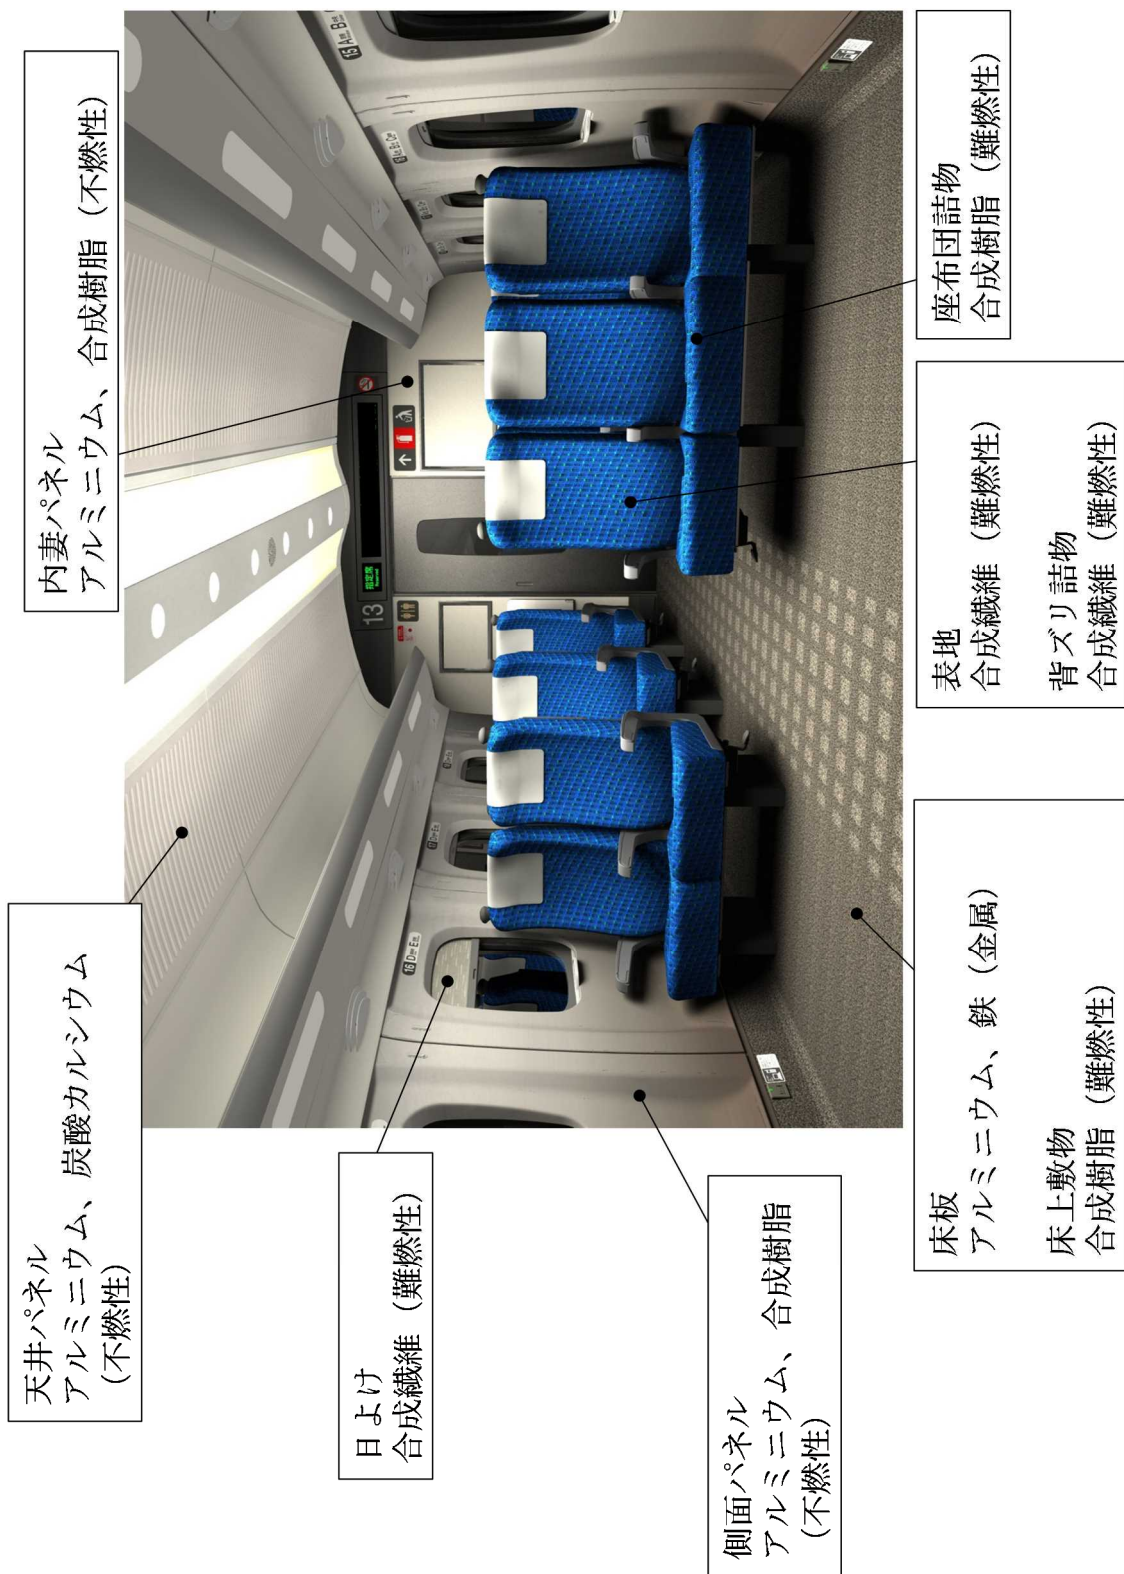 天井パネル
アルミニウム、炭酸カルシウム
(不燃性)
内妻パネル
アルミニウム、合成樹脂 (不燃性)
日よけ
合成繊維 (難燃性)
側面パネル
アルミニウム、合成樹脂
(不燃性)
13
指定席
Reserved
16 D E
15 A B C
床板
アルミニウム、鉄 (金属)
床上敷物
合成樹脂 (難燃性)
表地
合成繊維 (難燃性)
背ズリ詰物
合成繊維 (難燃性)
座布団詰物
合成樹脂 (難燃性)